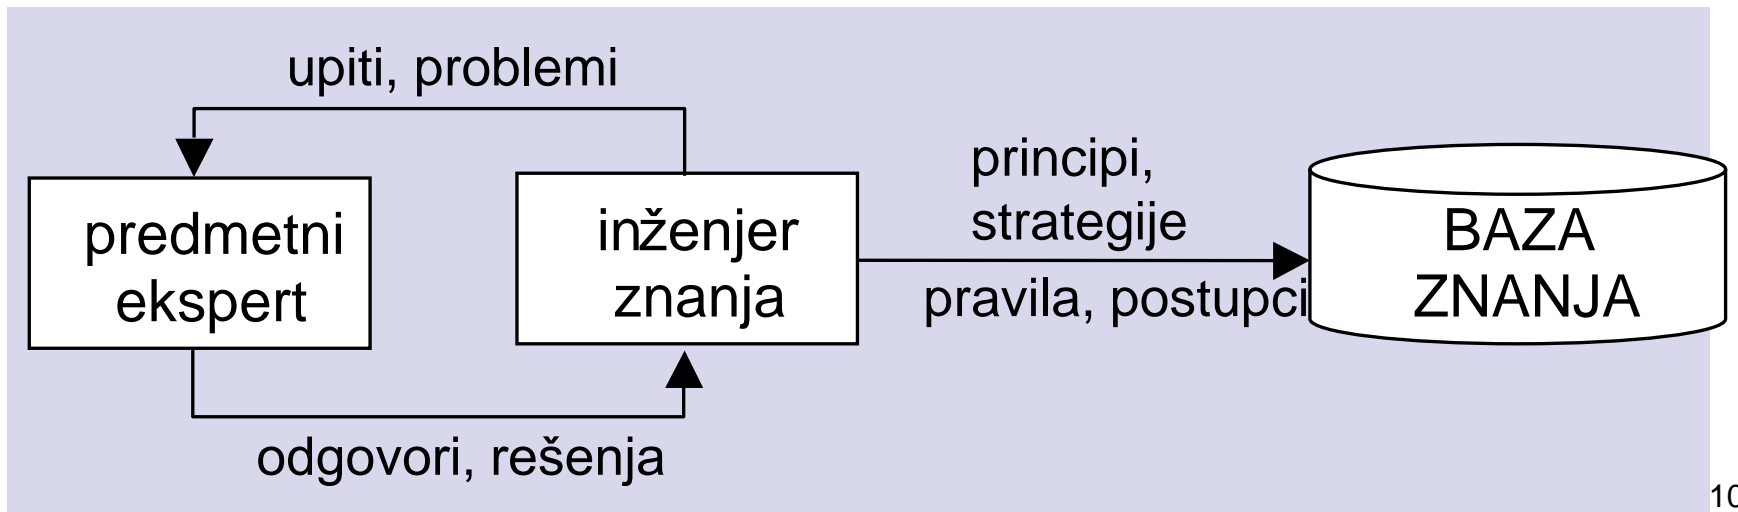 upiti, problemi
predmetni
ekspert
inženjer
znanja
principi,
strategije
pravila, postupci
BAZA
ZNANJA
odgovori, rešenja
10